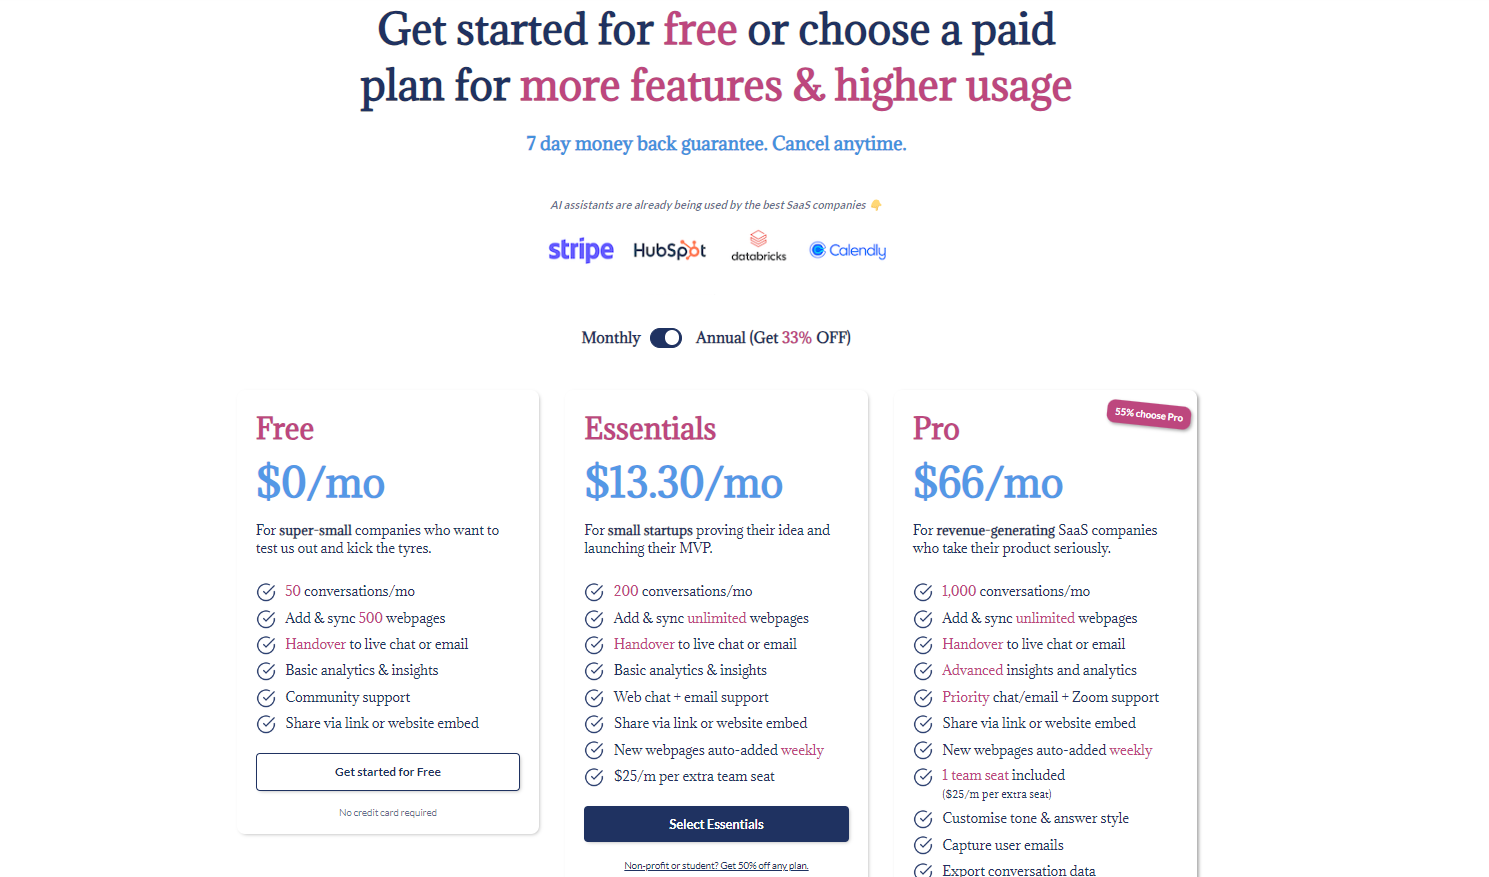 Get started for free or choose a paid
plan for more features & higher usage
7 day money back guarantee. Cancel anytime.
AI assistants are already being used by the best SaaS companies 👇
stripe
HubSpot
databricks
Calendly
Monthly
Annual (Get 33% OFF)
Free
$0/mo
For super-small companies who want to
test us out and kick the tyres.
50 conversations/mo
Add & sync 500 webpages
Handover to live chat or email
Basic analytics & insights
Community support
Share via link or website embed
Get started for Free
No credit card required
Essentials
$13.30/mo
For small startups proving their idea and
launching their MVP.
200 conversations/mo
Add & sync unlimited webpages
Handover to live chat or email
Basic analytics & insights
Web chat + email support
Share via link or website embed
New webpages auto-added weekly
$25/m per extra team seat
Select Essentials
Non-profit or student? Get 50% off any plan.
55% choose Pro
Pro
$66/mo
For revenue-generating SaaS companies
who take their product seriously.
1,000 conversations/mo
Add & sync unlimited webpages
Handover to live chat or email
Advanced insights and analytics
Priority chat/email + Zoom support
Share via link or website embed
New webpages auto-added weekly
1 team seat included
($25/m per extra seat)
Customise tone & answer style
Capture user emails
Export conversation data